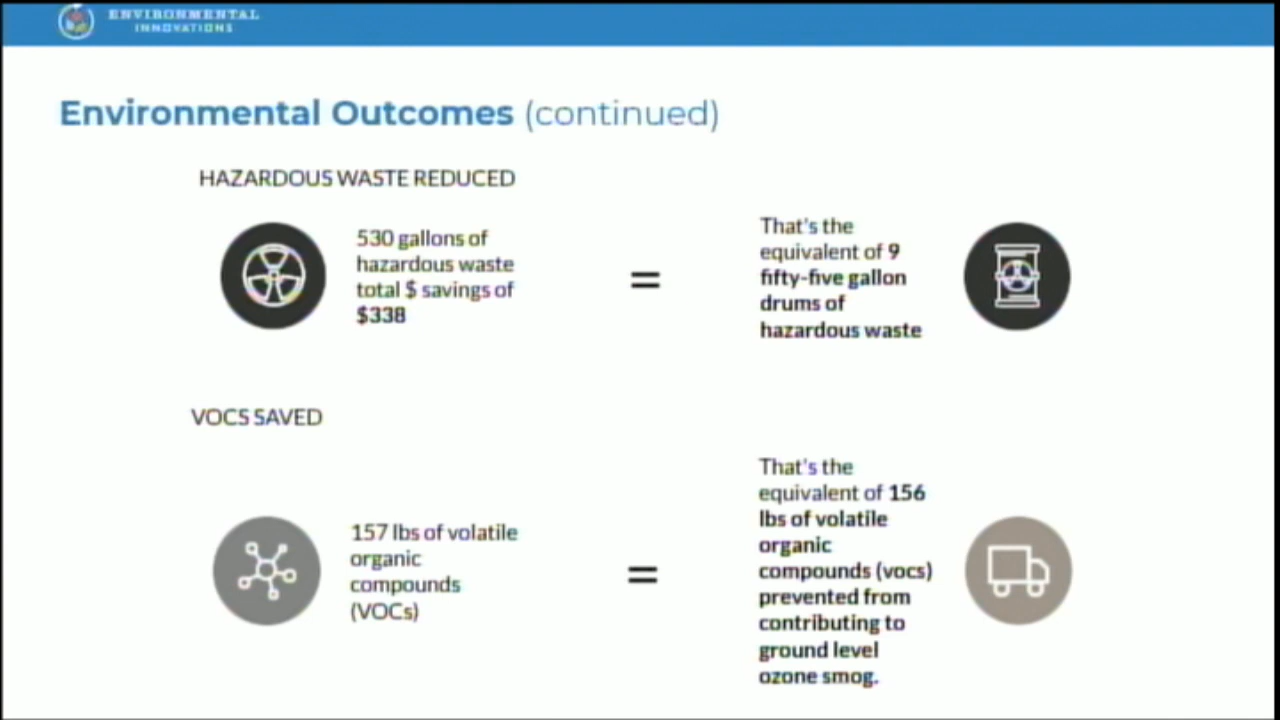 ENVIRONMENTAL
INNOVATIONS
Environmental Outcomes (continued)
HAZARDOUS WASTE REDUCED
530 gallons of
hazardous waste
total $ savings of
$338
=
That's the
equivalent of 9
fifty-five gallon
drums of
hazardous waste
VOCS SAVED
157 lbs of volatile
organic
compounds
(VOCs)
=
That's the
equivalent of 156
lbs of volatile
organic
compounds (vocs)
prevented from
contributing to
ground level
ozone smog.